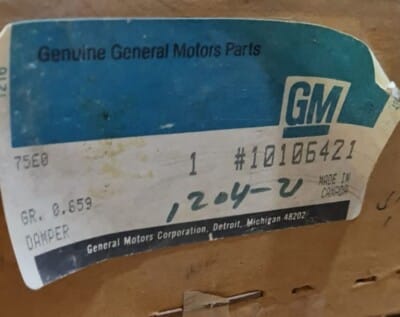 Genuine General Motors Parts
GM
75E0 1 #10106421
MADE IN
CANADA
1204-2
GR. 0.659
DAMPER
General Motors Corporation, Detroit, Michigan 48202